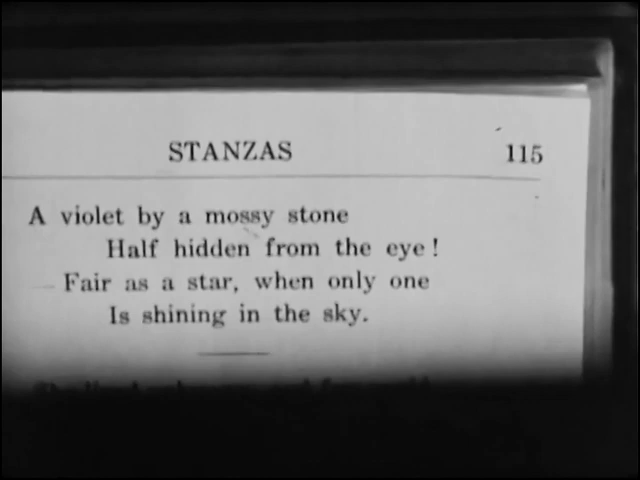 STANZAS 115
A violet by a mossy stone
Half hidden from the eye!
Fair as a star, when only one
Is shining in the sky.